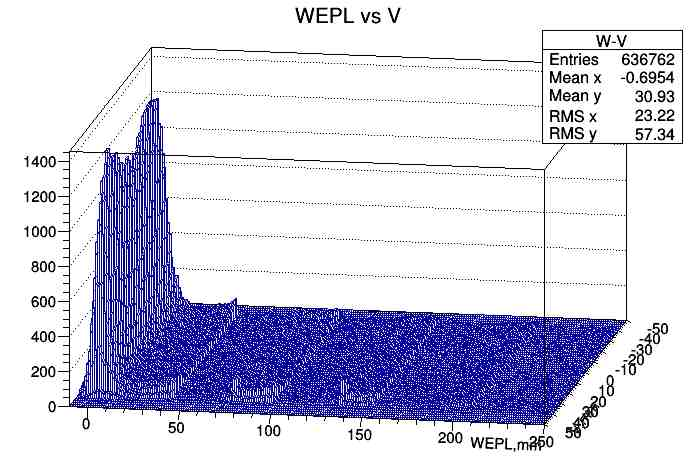 WEPL vs V
W-V
Entries 636762
Mean x -0.6954
Mean y 30.93
RMS x 23.22
RMS y 57.34
1400
1200
1000
800
600
400
200
0
0 50 100 150 200 250
WEPL,mm
-50
-40
-30
-20
-10
0
10
20
30
40
50